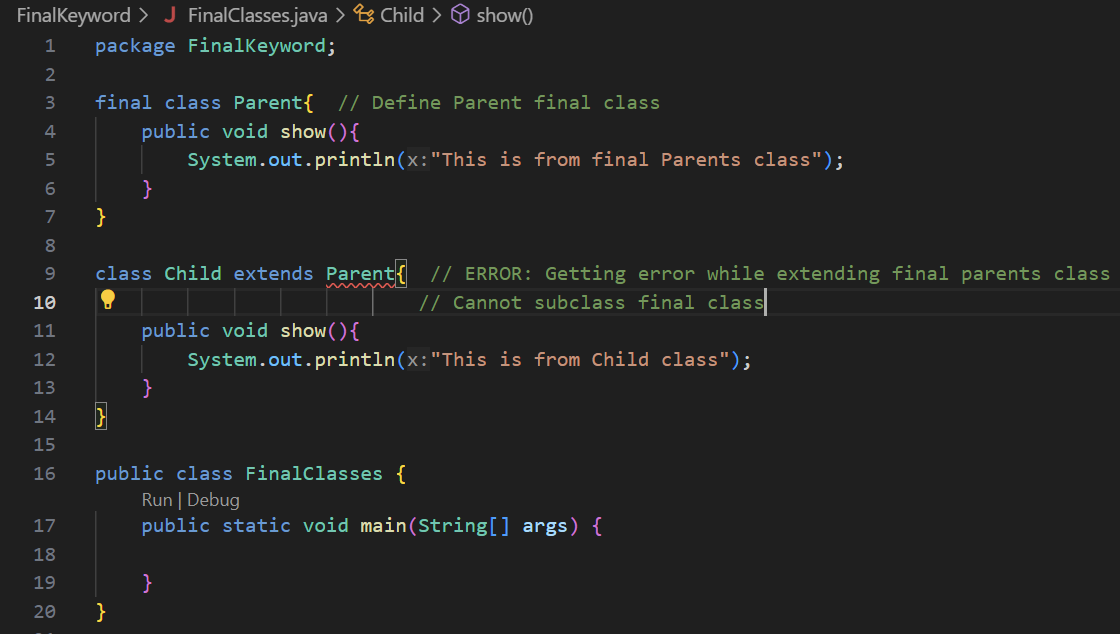 FinalKeyword > J FinalClasses.java > Child > show()
1 package FinalKeyword;
2
3 final class Parent{  // Define Parent final class
4     public void show(){
5         System.out.println(x:"This is from final Parents class");
6     }
7 }
8
9 class Child extends Parent{  // ERROR: Getting error while extending final parents class
10                             // Cannot subclass final class
11     public void show(){
12         System.out.println(x:"This is from Child class");
13     }
14 }
15
16 public class FinalClasses {
Run | Debug
17     public static void main(String[] args) {
18
19     }
20 }